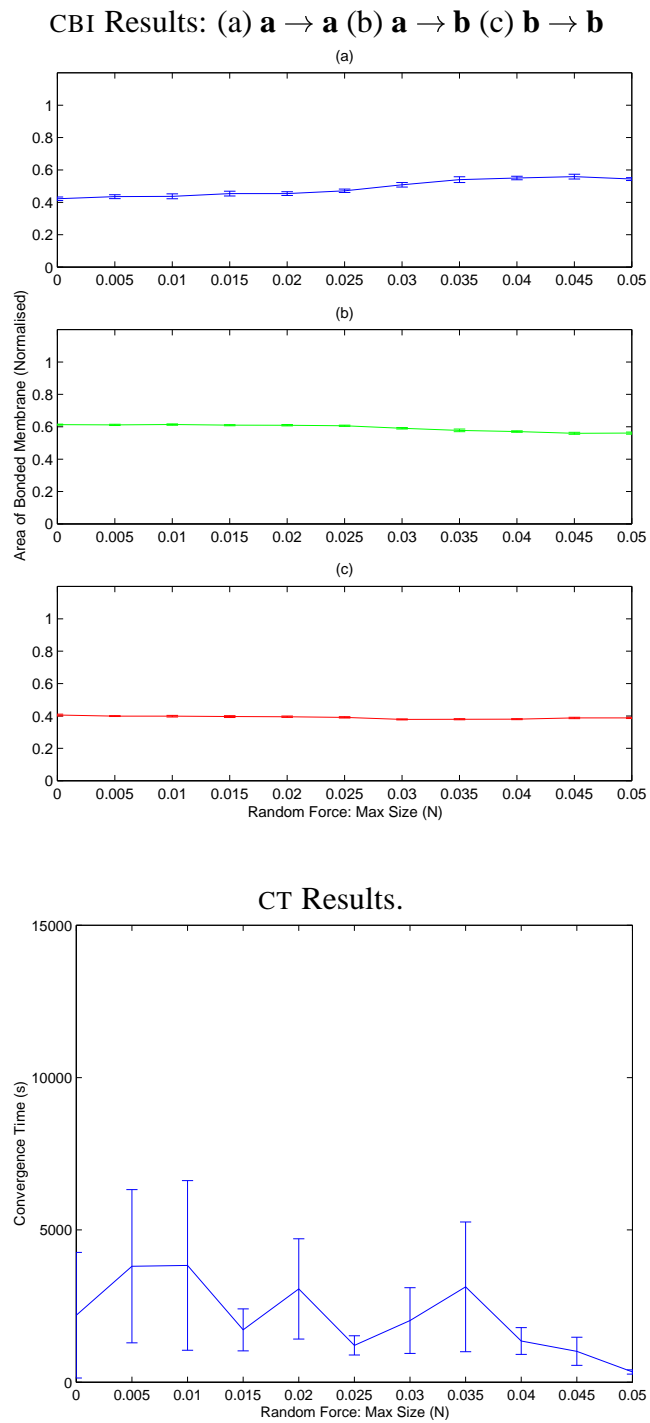 CBI Results: (a) a → a (b) a → b (c) b → b
(a)
1
0.8
0.6
0.4
0.2
0
0 0.005 0.01 0.015 0.02 0.025 0.03 0.035 0.04 0.045 0.05
Area of Bonded Membrane (Normalised)
(b)
1
0.8
0.6
0.4
0.2
0
0 0.005 0.01 0.015 0.02 0.025 0.03 0.035 0.04 0.045 0.05
(c)
1
0.8
0.6
0.4
0.2
0
0 0.005 0.01 0.015 0.02 0.025 0.03 0.035 0.04 0.045 0.05
Random Force: Max Size (N)
CT Results.
15000
10000
5000
0
Convergence Time (s)
0 0.005 0.01 0.015 0.02 0.025 0.03 0.035 0.04 0.045 0.05
Random Force: Max Size (N)